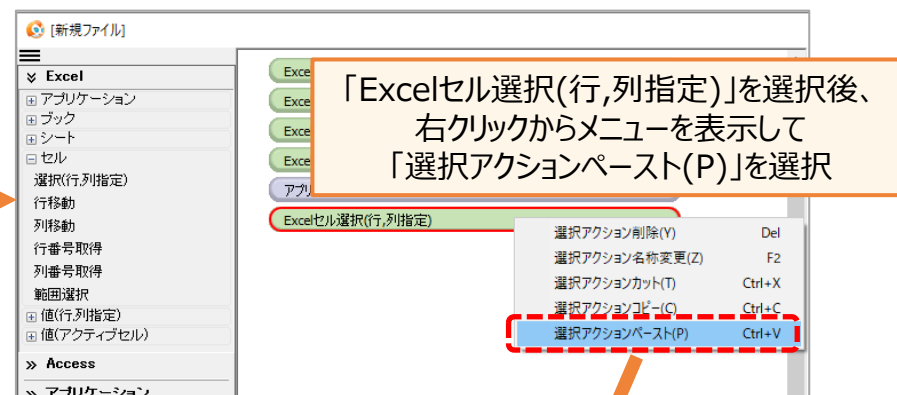 [新規ファイル]
Excel
アプリケーション
ブック
シート
セル
選択(行,列指定)
行移動
列移動
行番号取得
列番号取得
範囲選択
値(行,列指定)
値(アクティブセル)
Access
アプリケーション
「Excelセル選択(行,列指定)」を選択後、
右クリックからメニューを表示して
「選択アクションペースト(P)」を選択
Excelセル選択(行,列指定)
選択アクション削除(Y) Del
選択アクション名称変更(Z) F2
選択アクションカット(T) Ctrl+X
選択アクションコピー(C) Ctrl+C
選択アクションペースト(P) Ctrl+V